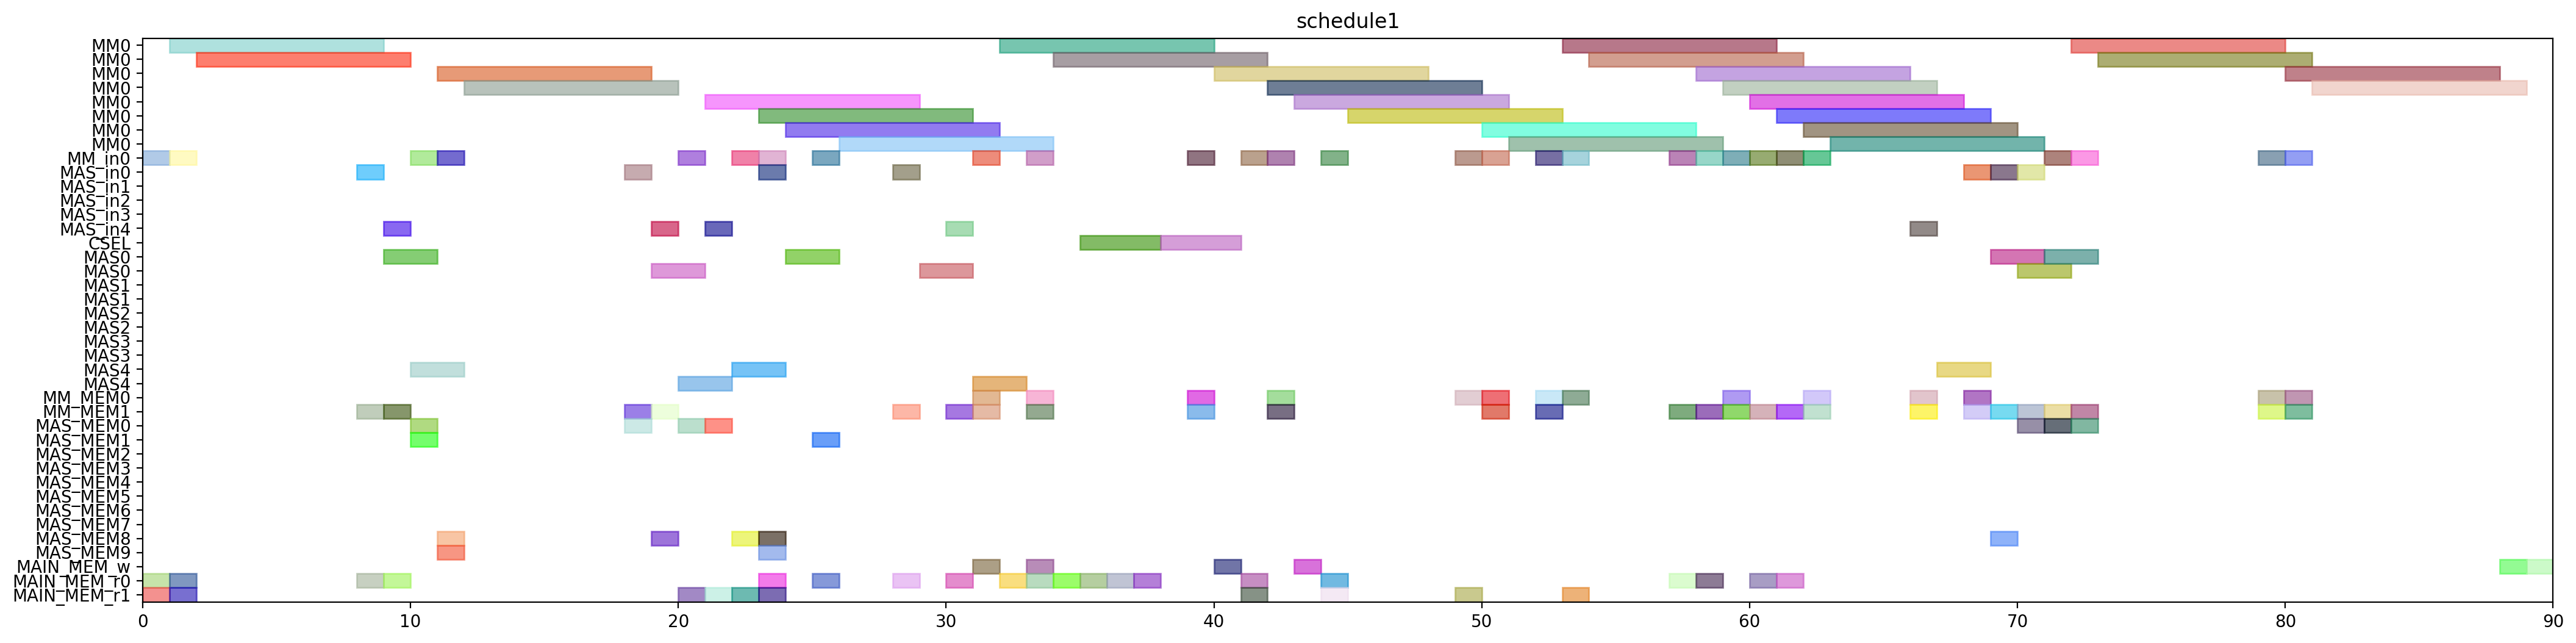 schedule1
MM0
MM0
MM0
MM0
MM0
MM0
MM0
MM0
MM_in0
MAS_in0
MAS_in1
MAS_in2
MAS_in3
MAS_in4
CSEL
MAS0
MAS0
MAS1
MAS1
MAS2
MAS2
MAS3
MAS3
MAS4
MAS4
MM_MEM0
MM_MEM1
MAS_MEM0
MAS_MEM1
MAS_MEM2
MAS_MEM3
MAS_MEM4
MAS_MEM5
MAS_MEM6
MAS_MEM7
MAS_MEM8
MAS_MEM9
MAIN_MEM_w
MAIN_MEM_r0
MAIN_MEM_r1
0 10 20 30 40 50 60 70 80 90